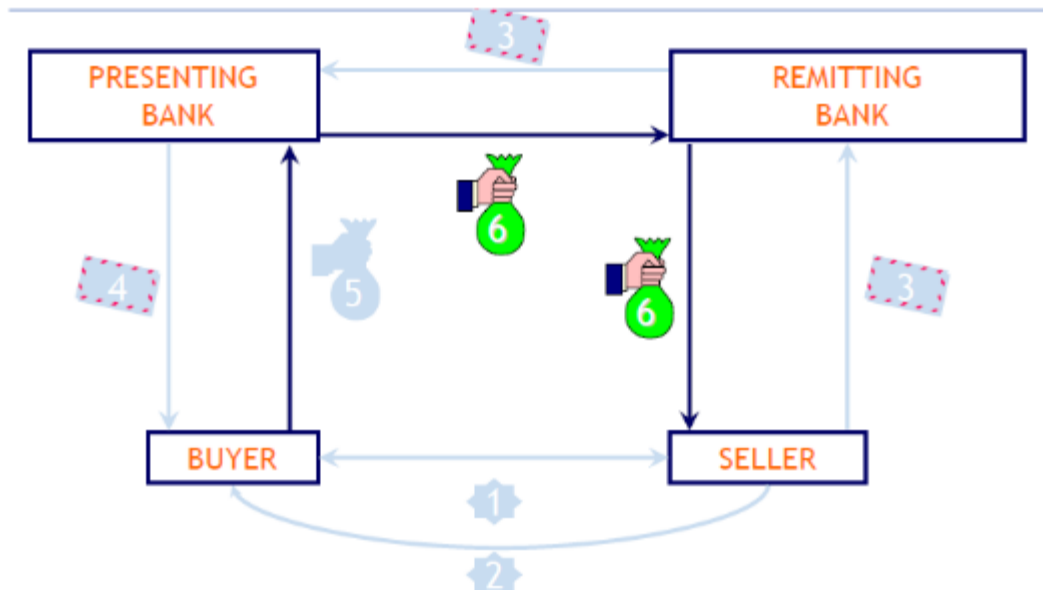 3
PRESENTING
BANK
REMITTING
BANK
6
4
5
6
3
BUYER
SELLER
1
2